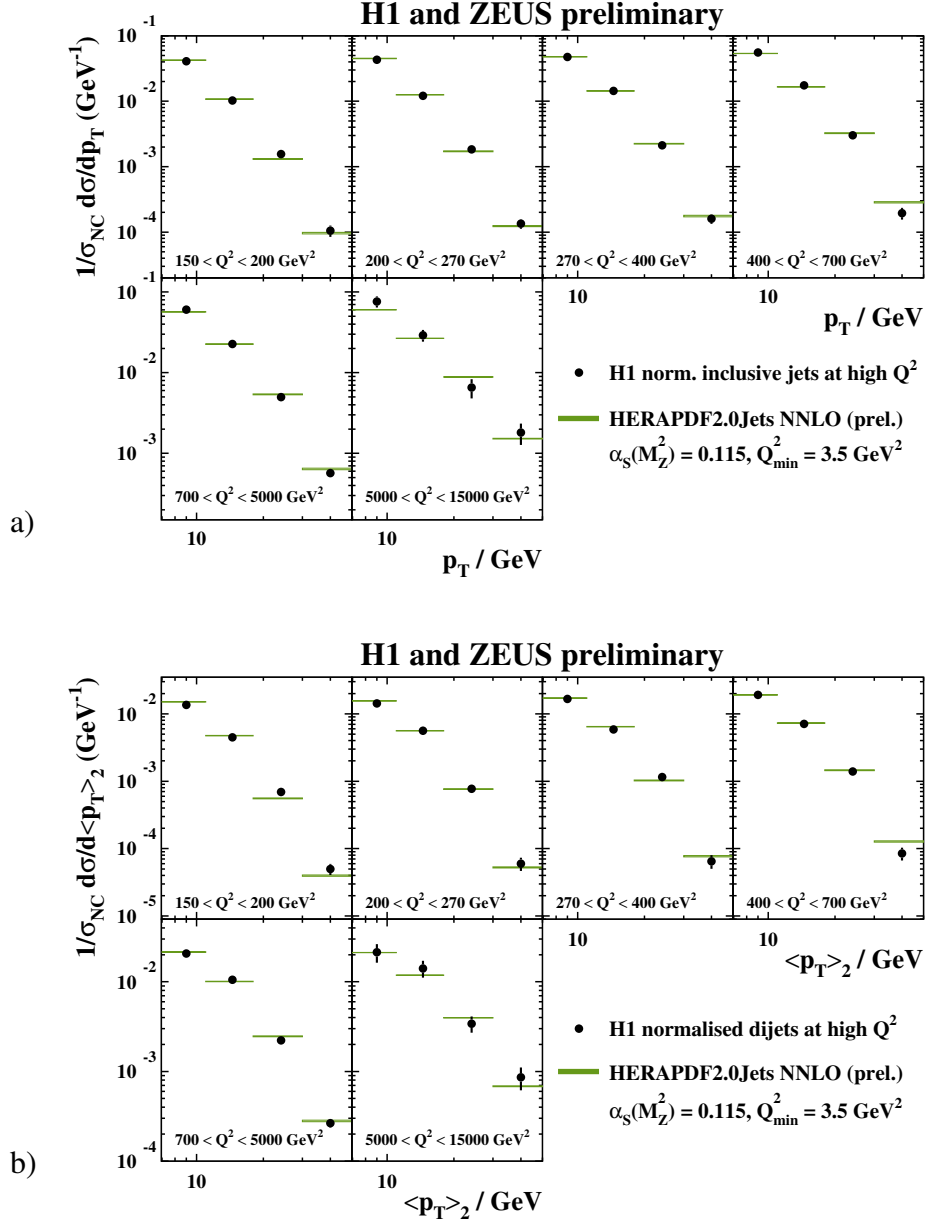 H1 and ZEUS preliminary
1/σ_NC dσ/dp_T (GeV^-1)
10^-1
10^-2
10^-3
10^-4
150 < Q^2 < 200 GeV^2
200 < Q^2 < 270 GeV^2
270 < Q^2 < 400 GeV^2
400 < Q^2 < 700 GeV^2
10^-1
10^-2
10^-3
700 < Q^2 < 5000 GeV^2
5000 < Q^2 < 15000 GeV^2
10
10
10
10
p_T / GeV
p_T / GeV
H1 norm. inclusive jets at high Q^2
HERAPDF2.0Jets NNLO (prel.)
α_S(M_Z^2) = 0.115, Q_min^2 = 3.5 GeV^2
a)
H1 and ZEUS preliminary
1/σ_NC dσ/d<p_T>_2 (GeV^-1)
10^-2
10^-3
10^-4
10^-5
150 < Q^2 < 200 GeV^2
200 < Q^2 < 270 GeV^2
270 < Q^2 < 400 GeV^2
400 < Q^2 < 700 GeV^2
10^-2
10^-3
10^-4
700 < Q^2 < 5000 GeV^2
5000 < Q^2 < 15000 GeV^2
10
10
10
10
<p_T>_2 / GeV
<p_T>_2 / GeV
H1 normalised dijets at high Q^2
HERAPDF2.0Jets NNLO (prel.)
α_S(M_Z^2) = 0.115, Q_min^2 = 3.5 GeV^2
b)